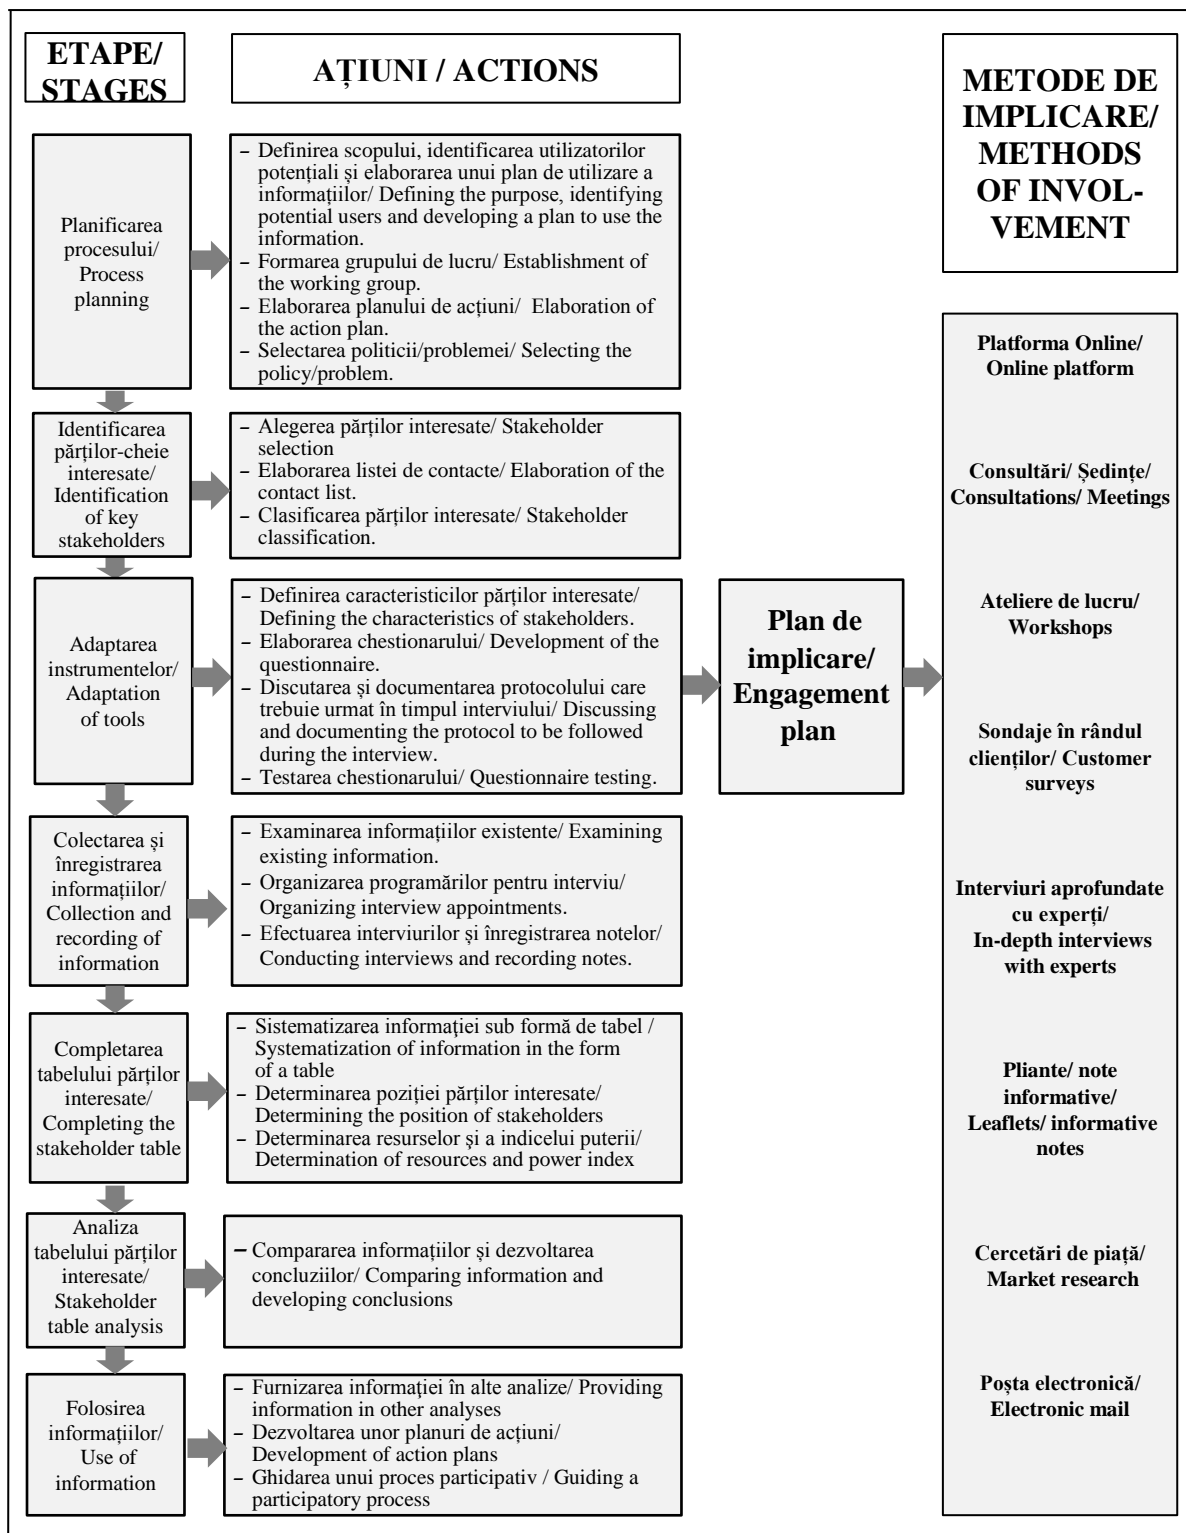 ETAPE/
STAGES
AȚIUNI / ACTIONS
METODE DE
IMPLICARE/
METHODS
OF INVOL-
VEMENT
Planificarea
procesului/
Process
planning
– Definirea scopului, identificarea utilizatorilor
potențiali și elaborarea unui plan de utilizare a
informațiilor/ Defining the purpose, identifying
potential users and developing a plan to use the
information.
– Formarea grupului de lucru/ Establishment of
the working group.
– Elaborarea planului de acțiuni/ Elaboration of
the action plan.
– Selectarea politicii/problemei/ Selecting the
policy/problem.
Identificarea
părților-cheie
interesate/
Identification
of key
stakeholders
– Alegerea părților interesate/ Stakeholder
selection
– Elaborarea listei de contacte/ Elaboration of the
contact list.
– Clasificarea părților interesate/ Stakeholder
classification.
Adaptarea
instrumentelor/
Adaptation
of tools
– Definirea caracteristicilor părților interesate/
Defining the characteristics of stakeholders.
– Elaborarea chestionarului/ Development of the
questionnaire.
– Discutarea și documentarea protocolului care
trebuie urmat în timpul interviului/ Discussing
and documenting the protocol to be followed
during the interview.
– Testarea chestionarului/ Questionnaire testing.
Plan de
implicare/
Engagement
plan
Colectarea și
înregistrarea
informațiilor/
Collection and
recording of
information
– Examinarea informațiilor existente/ Examining
existing information.
– Organizarea programărilor pentru interviu/
Organizing interview appointments.
– Efectuarea interviurilor și înregistrarea notelor/
Conducting interviews and recording notes.
Completarea
tabelului părților
interesate/
Completing the
stakeholder table
– Sistematizarea informaţiei sub formă de tabel /
Systematization of information in the form
of a table
– Determinarea poziției părților interesate/
Determining the position of stakeholders
– Determinarea resurselor și a indicelui puterii/
Determination of resources and power index
Analiza
tabelului părților
interesate/
Stakeholder
table analysis
– Compararea informațiilor și dezvoltarea
concluziilor/ Comparing information and
developing conclusions
Folosirea
informațiilor/
Use of
information
– Furnizarea informaţiei în alte analize/ Providing
information in other analyses
– Dezvoltarea unor planuri de acțiuni/
Development of action plans
– Ghidarea unui proces participativ / Guiding a
participatory process
Platforma Online/
Online platform
Consultări/ Ședințe/
Consultations/ Meetings
Ateliere de lucru/
Workshops
Sondaje în rândul
clienților/ Customer
surveys
Interviuri aprofundate
cu experți/
In-depth interviews
with experts
Pliante/ note
informative/
Leaflets/ informative
notes
Cercetări de piață/
Market research
Poșta electronică/
Electronic mail